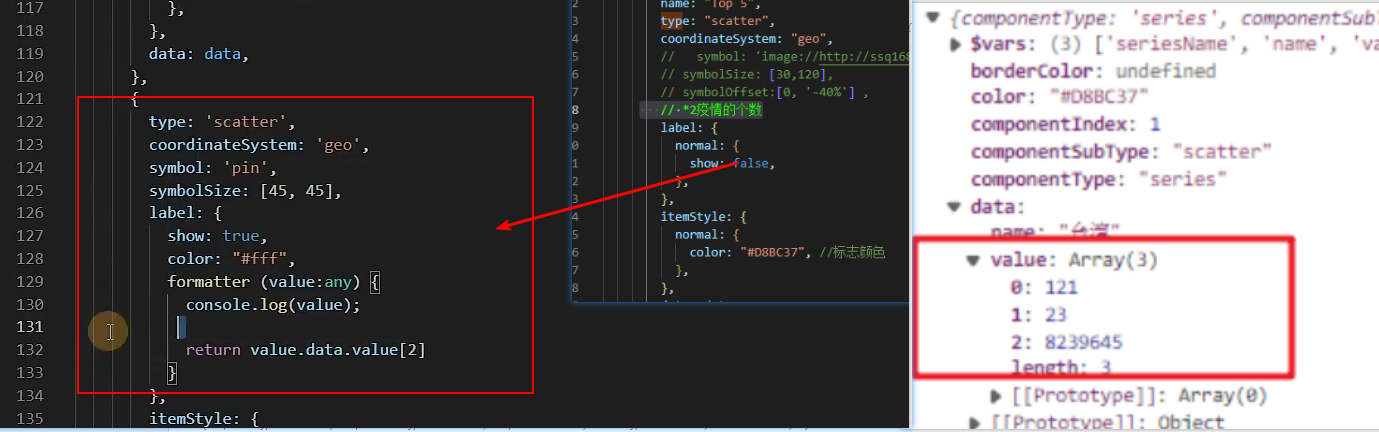 117
},
118
},
119
data: data,
120
},
121
{
122
type: 'scatter',
123
coordinateSystem: 'geo',
124
symbol: 'pin',
125
symbolSize: [45, 45],
126
label: {
127
show: true,
128
color: "#fff",
129
formatter (value:any) {
130
console.log(value);
131
132
return value.data.value[2]
133
}
134
},
135
itemStyle: {
2
name: "Top 5",
3
type: "scatter",
4
coordinateSystem: "geo",
5
// symbol: 'image://http://ssq168
6
// symbolSize: [30,120],
7
// symbolOffset:[0, '-40%'] ,
8
//·*2疫情的个数
9
label: {
0
normal: {
1
show: false,
2
},
3
},
4
itemStyle: {
5
normal: {
6
color: "#D8BC37", //标志颜色
7
},
8
},
{componentType: 'series', componentSubT
$vars: (3) ['seriesName', 'name', 'va
borderColor: undefined
color: "#D8BC37"
componentIndex: 1
componentSubType: "scatter"
componentType: "series"
data:
name: "台湾"
value: Array(3)
0: 121
1: 23
2: 8239645
length: 3
[[Prototype]]: Array(0)
[[Prototype]]: Object